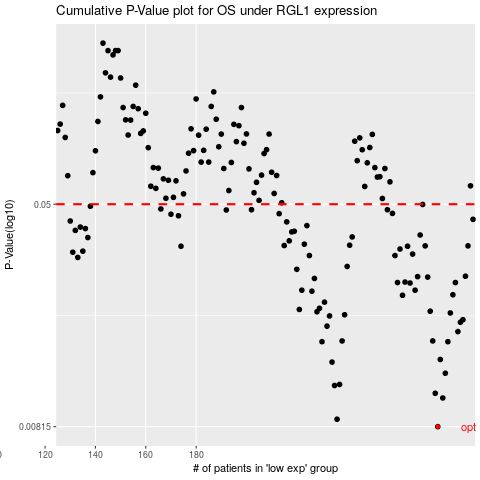 Cumulative P-Value plot for OS under RGL1 expression
P-Value(log10)
0.05
0.00815
opt
0 120 140 160 180
# of patients in 'low exp' group